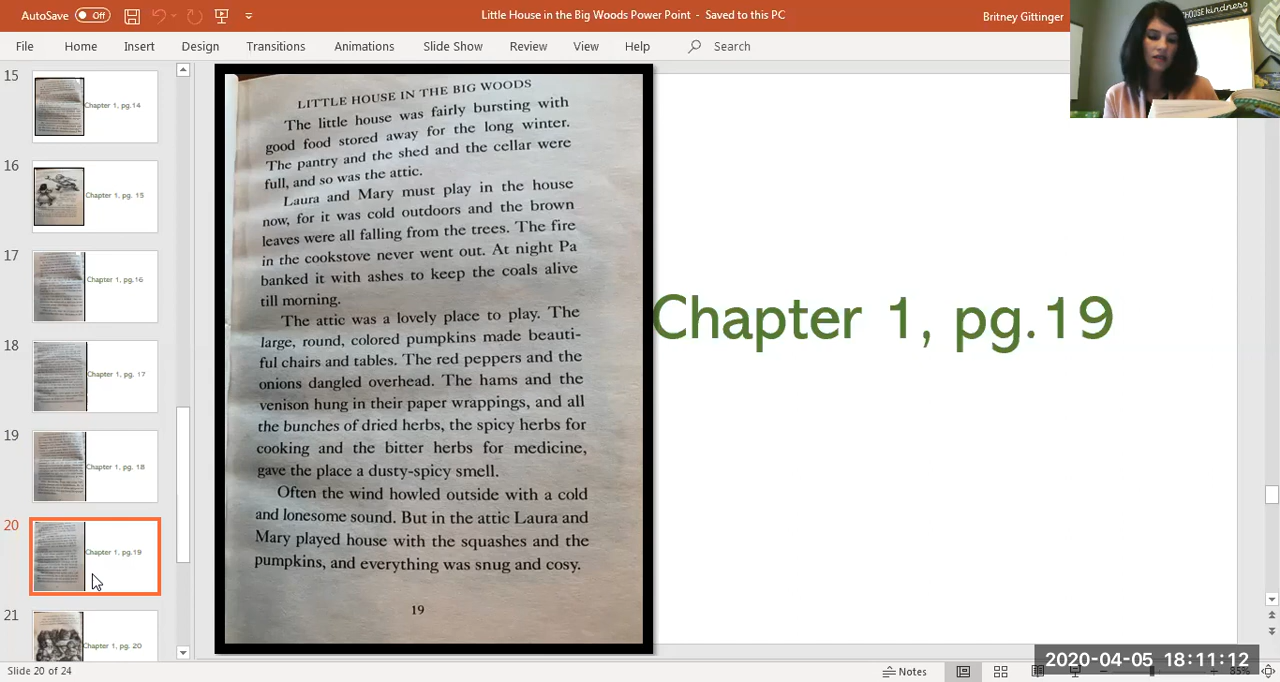 AutoSave Off
Little House in the Big Woods Power Point - Saved to this PC
Britney Gittinger
CHOOSE kindness
File Home Insert Design Transitions Animations Slide Show Review View Help Search
15
Chapter 1, pg.14
16
Chapter 1, pg. 15
17
Chapter 1, pg.16
18
Chapter 1, pg. 17
19
Chapter 1, pg. 18
20
Chapter 1, pg.19
21
Chapter 1, pg. 20
LITTLE HOUSE IN THE BIG WOODS
The little house was fairly bursting with
good food stored away for the long winter.
The pantry and the shed and the cellar were
full, and so was the attic.
Laura and Mary must play in the house
now, for it was cold outdoors and the brown
leaves were all falling from the trees. The fire
in the cookstove never went out. At night Pa
banked it with ashes to keep the coals alive
till morning.
The attic was a lovely place to play. The
large, round, colored pumpkins made beauti-
ful chairs and tables. The red peppers and the
onions dangled overhead. The hams and the
venison hung in their paper wrappings, and all
the bunches of dried herbs, the spicy herbs for
cooking and the bitter herbs for medicine,
gave the place a dusty-spicy smell.
Often the wind howled outside with a cold
and lonesome sound. But in the attic Laura and
Mary played house with the squashes and the
pumpkins, and everything was snug and cosy.
19
Chapter 1, pg.19
Slide 20 of 24
Notes
2020-04-05 18:11:12